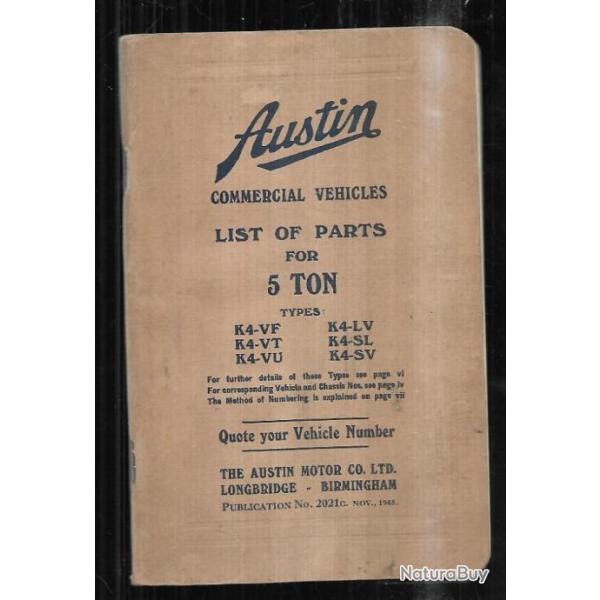 Austin
COMMERCIAL VEHICLES
LIST OF PARTS
FOR
5 TON
TYPES:
K4-VF K4-LV
K4-VT K4-SL
K4-VU K4-SV
For further details of these Types see page vi
For corresponding Vehicle and Chassis Nos. see page iv
The Method of Numbering is explained on page vii
Quote your Vehicle Number
THE AUSTIN MOTOR CO. LTD.
LONGBRIDGE - BIRMINGHAM
PUBLICATION No. 2021C. NOV., 1945.
NaturaBuy